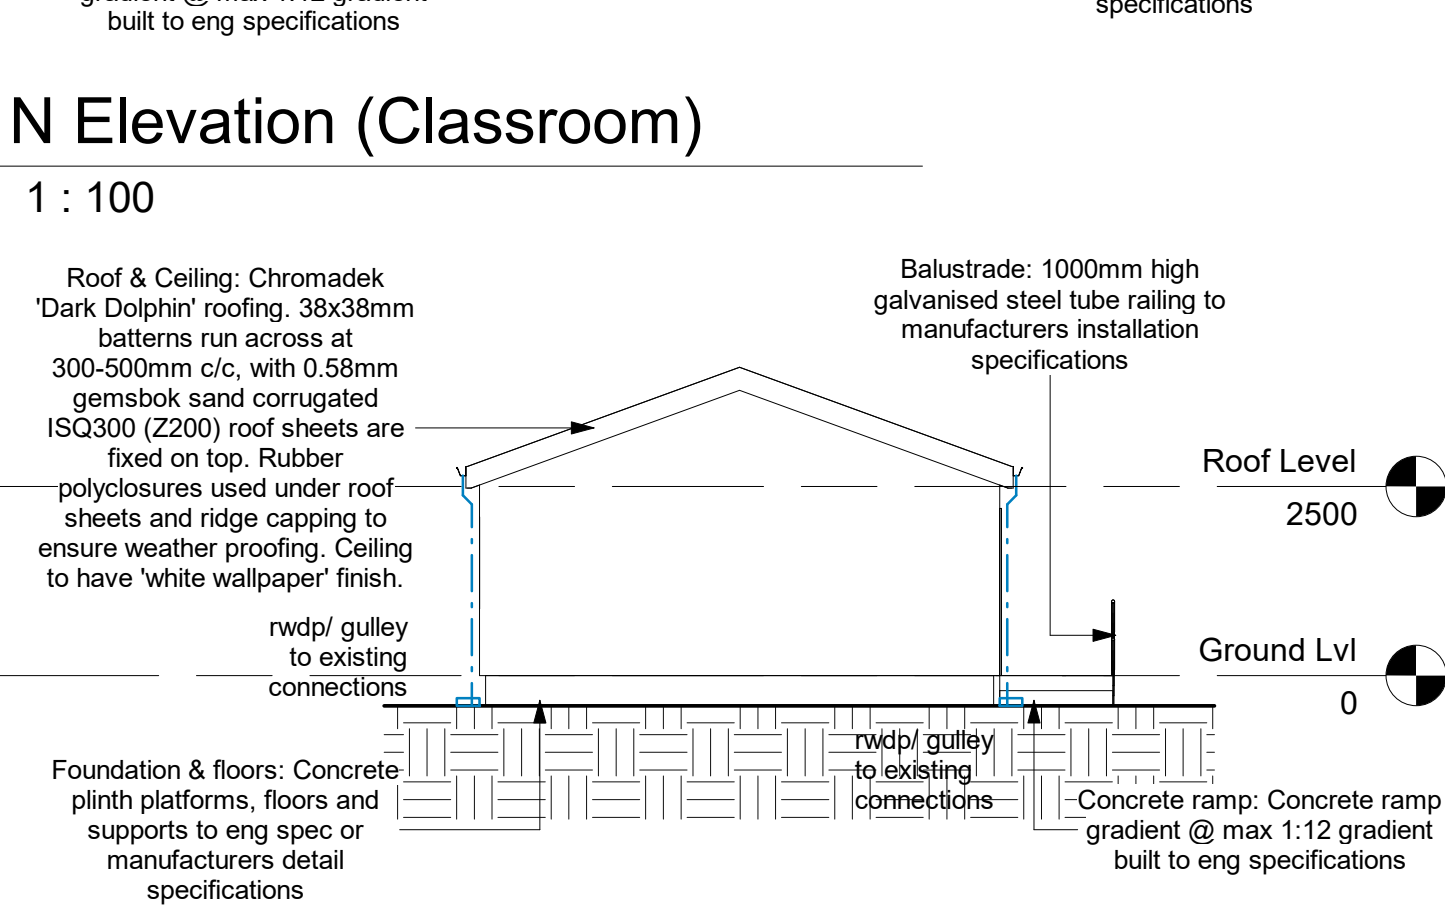 gradient @ max 1:12 gradient
built to eng specifications
specifications
N Elevation (Classroom)
1 : 100
Roof & Ceiling: Chromadek
'Dark Dolphin' roofing. 38x38mm
batterns run across at
300-500mm c/c, with 0.58mm
gemsbok sand corrugated
ISQ300 (Z200) roof sheets are
fixed on top. Rubber
polyclosures used under roof
sheets and ridge capping to
ensure weather proofing. Ceiling
to have 'white wallpaper' finish.
Balustrade: 1000mm high
galvanised steel tube railing to
manufacturers installation
specifications
Roof Level
2500
rwdp/ gulley
to existing
connections
Ground Lvl
0
rwdp/ gulley
to existing
connections
Foundation & floors: Concrete
plinth platforms, floors and
supports to eng spec or
manufacturers detail
specifications
Concrete ramp: Concrete ramp
gradient @ max 1:12 gradient
built to eng specifications